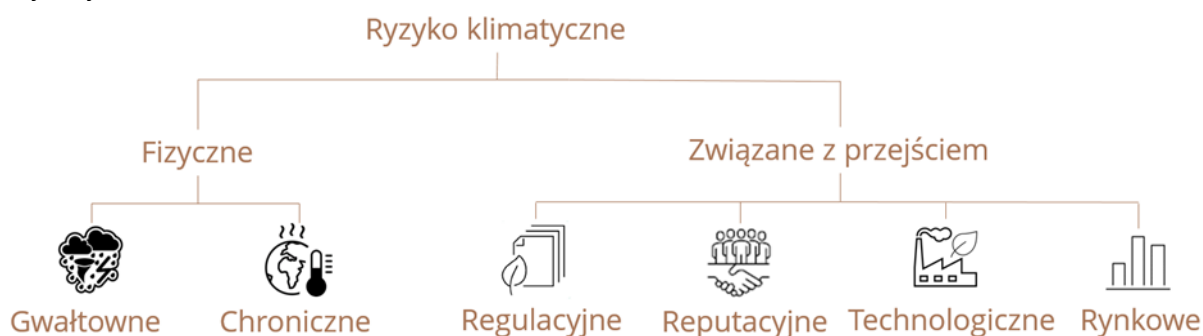 Ryzyko klimatyczne
Fizyczne
Związane z przejściem
Gwałtowne
Chroniczne
Regulacyjne
Reputacyjne
Technologiczne
Rynkowe